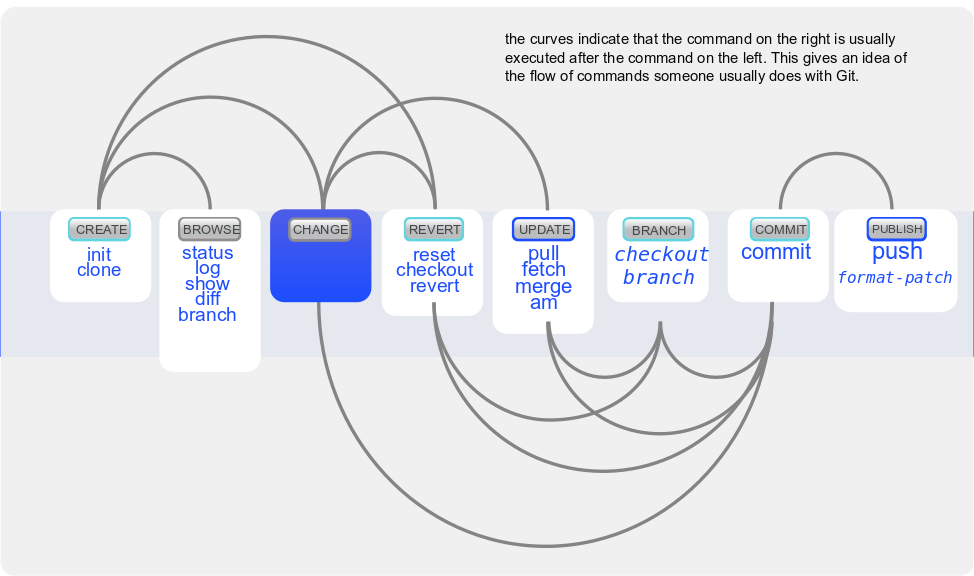 the curves indicate that the command on the right is usually
executed after the command on the left. This gives an idea of
the flow of commands someone usually does with Git.
CREATE
init
clone
BROWSE
status
log
show
diff
branch
CHANGE
REVERT
reset
checkout
revert
UPDATE
pull
fetch
merge
am
BRANCH
checkout
branch
COMMIT
commit
PUBLISH
push
format-patch